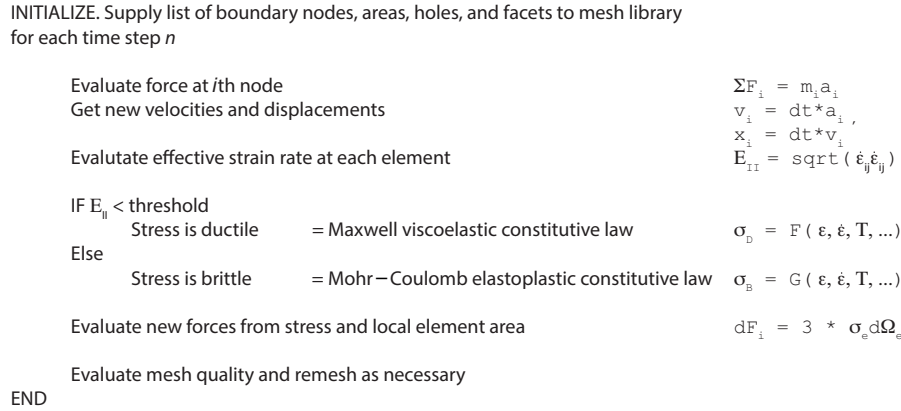 INITIALIZE. Supply list of boundary nodes, areas, holes, and facets to mesh library
for each time step n
Evaluate force at ith node ΣF_i = m_i a_i
Get new velocities and displacements v_i = dt*a_i ,
x_i = dt*v_i
Evalutate effective strain rate at each element E_II = sqrt( ε̇_ij ε̇_ij )
IF E_II < threshold
Stress is ductile = Maxwell viscoelastic constitutive law σ_D = F( ε, ε̇, T, ...)
Else
Stress is brittle = Mohr−Coulomb elastoplastic constitutive law σ_B = G( ε, ε̇, T, ...)
Evaluate new forces from stress and local element area dF_i = 3 * σ_e dΩ_e
Evaluate mesh quality and remesh as necessary
END